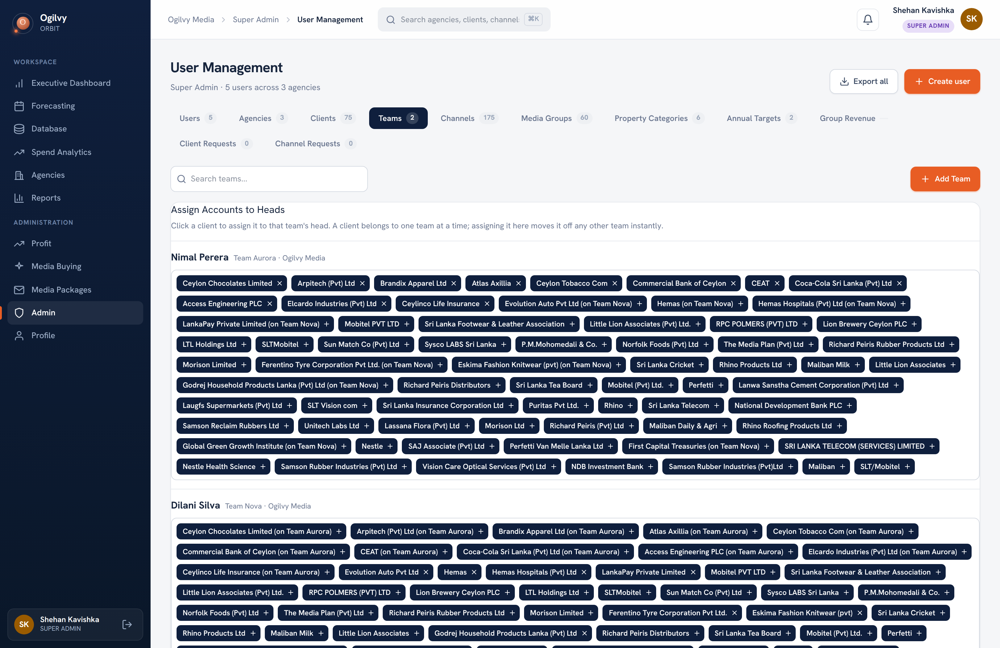 Ogilvy
ORBIT
WORKSPACE
Executive Dashboard
Forecasting
Database
Spend Analytics
Agencies
Reports
ADMINISTRATION
Profit
Media Buying
Media Packages
Admin
Profile
SK
Shehan Kavishka
SUPER ADMIN
Ogilvy Media > Super Admin > User Management
Search agencies, clients, channel
⌘K
Shehan Kavishka
SUPER ADMIN
SK
User Management
Super Admin · 5 users across 3 agencies
Export all
+ Create user
Users 5 Agencies 3 Clients 75 Teams 2 Channels 175 Media Groups 60 Property Categories 6 Annual Targets 2 Group Revenue
Client Requests 0 Channel Requests 0
Search teams...
+ Add Team
Assign Accounts to Heads
Click a client to assign it to that team's head. A client belongs to one team at a time; assigning it here moves it off any other team instantly.
Nimal Perera Team Aurora · Ogilvy Media
Ceylon Chocolates Limited × Arpitech (Pvt) Ltd × Brandix Apparel Ltd × Atlas Axillia × Ceylon Tobacco Com × Commercial Bank of Ceylon × CEAT × Coca-Cola Sri Lanka (Pvt) Ltd ×
Access Engineering PLC × Elcardo Industries (Pvt) Ltd × Ceylinco Life Insurance × Evolution Auto Pvt Ltd (on Team Nova) + Hemas (on Team Nova) + Hemas Hospitals (Pvt) Ltd (on Team Nova) +
LankaPay Private Limited (on Team Nova) + Mobitel PVT LTD + Sri Lanka Footwear & Leather Association + Little Lion Associates (Pvt) Ltd. + RPC POLMERS (PVT) LTD + Lion Brewery Ceylon PLC +
LTL Holdings Ltd + SLTMobitel + Sun Match Co (Pvt) Ltd + Sysco LABS Sri Lanka + P.M.Mohomedali & Co. + Norfolk Foods (Pvt) Ltd + The Media Plan (Pvt) Ltd + Richard Peiris Rubber Products Ltd +
Morison Limited + Ferentino Tyre Corporation Pvt Ltd. (on Team Nova) + Eskima Fashion Knitwear (pvt) (on Team Nova) + Sri Lanka Cricket + Rhino Products Ltd + Maliban Milk + Little Lion Associates +
Godrej Household Products Lanka (Pvt) Ltd (on Team Nova) + Richard Peiris Distributors + Sri Lanka Tea Board + Mobitel (Pvt) Ltd. + Perfetti + Lanwa Sanstha Cement Corporation (Pvt) Ltd +
Laugfs Supermarkets (Pvt) Ltd + SLT Vision com + Sri Lanka Insurance Corporation Ltd + Puritas Pvt Ltd. + Rhino + Sri Lanka Telecom + National Development Bank PLC +
Samson Reclaim Rubbers Ltd + Unitech Labs Ltd + Lassana Flora (Pvt) Ltd + Morison Ltd + Richard Peiris (Pvt) Ltd + Maliban Daily & Agri + Rhino Roofing Products Ltd +
Global Green Growth Institute (on Team Nova) + Nestle + SAJ Associate (Pvt) Ltd + Perfetti Van Melle Lanka Ltd + First Capital Treasuries (on Team Nova) + SRI LANKA TELECOM (SERVICES) LIMITED +
Nestle Health Science + Samson Rubber Industries (Pvt) Ltd + Vision Care Optical Services (Pvt) Ltd + NDB Investment Bank + Samson Rubber Industries (Pvt)Ltd + Maliban + SLT/Mobitel +
Dilani Silva Team Nova · Ogilvy Media
Ceylon Chocolates Limited (on Team Aurora) + Arpitech (Pvt) Ltd (on Team Aurora) + Brandix Apparel Ltd (on Team Aurora) + Atlas Axillia (on Team Aurora) + Ceylon Tobacco Com (on Team Aurora) +
Commercial Bank of Ceylon (on Team Aurora) + CEAT (on Team Aurora) + Coca-Cola Sri Lanka (Pvt) Ltd (on Team Aurora) + Access Engineering PLC (on Team Aurora) + Elcardo Industries (Pvt) Ltd (on Team Aurora) +
Ceylinco Life Insurance (on Team Aurora) + Evolution Auto Pvt Ltd × Hemas × Hemas Hospitals (Pvt) Ltd × LankaPay Private Limited × Mobitel PVT LTD + Sri Lanka Footwear & Leather Association +
Little Lion Associates (Pvt) Ltd. + RPC POLMERS (PVT) LTD + Lion Brewery Ceylon PLC + LTL Holdings Ltd + SLTMobitel + Sun Match Co (Pvt) Ltd + Sysco LABS Sri Lanka + P.M.Mohomedali & Co. +
Norfolk Foods (Pvt) Ltd + The Media Plan (Pvt) Ltd + Richard Peiris Rubber Products Ltd + Morison Limited + Ferentino Tyre Corporation Pvt Ltd. × Eskima Fashion Knitwear (pvt) × Sri Lanka Cricket +
Rhino Products Ltd + Maliban Milk + Little Lion Associates + Godrej Household Products Lanka (Pvt) Ltd × Richard Peiris Distributors + Sri Lanka Tea Board + Mobitel (Pvt) Ltd. + Perfetti +